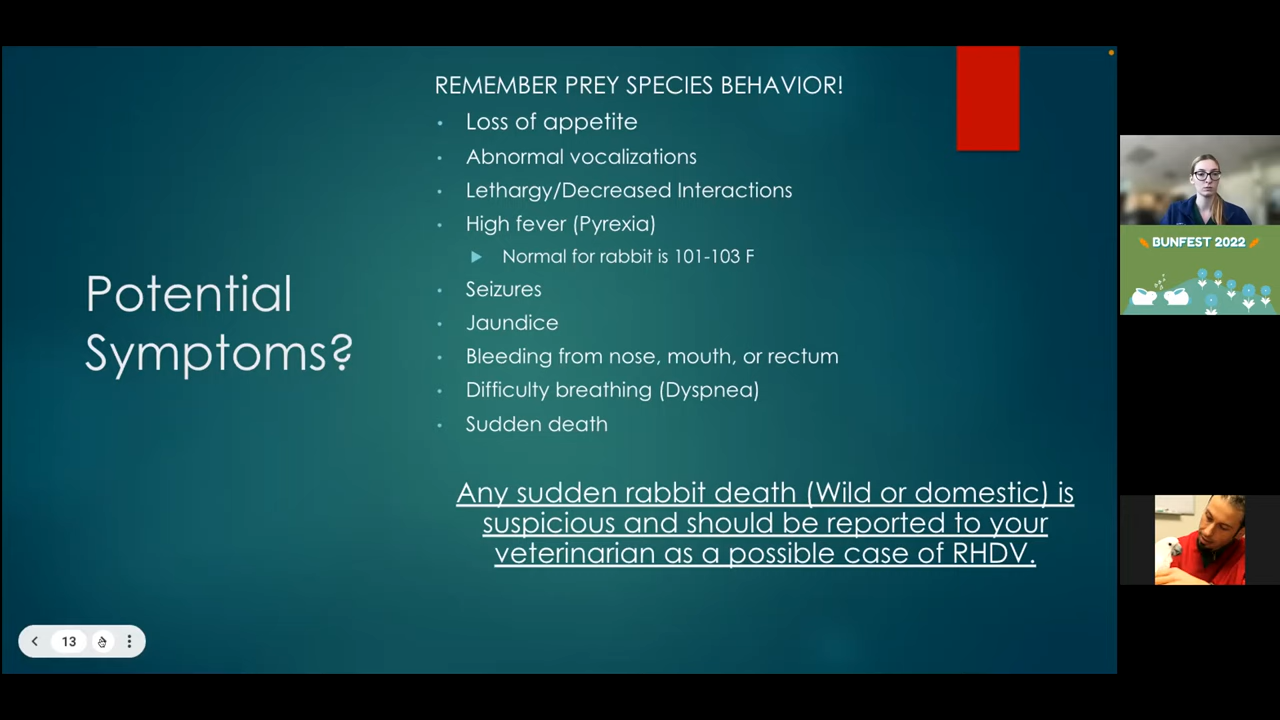 REMEMBER PREY SPECIES BEHAVIOR!
• Loss of appetite
• Abnormal vocalizations
• Lethargy/Decreased Interactions
• High fever (Pyrexia)
Normal for rabbit is 101-103 F
• Seizures
• Jaundice
• Bleeding from nose, mouth, or rectum
• Difficulty breathing (Dyspnea)
• Sudden death
Potential
Symptoms?
Any sudden rabbit death (Wild or domestic) is
suspicious and should be reported to your
veterinarian as a possible case of RHDV.
13
BUNFEST 2022